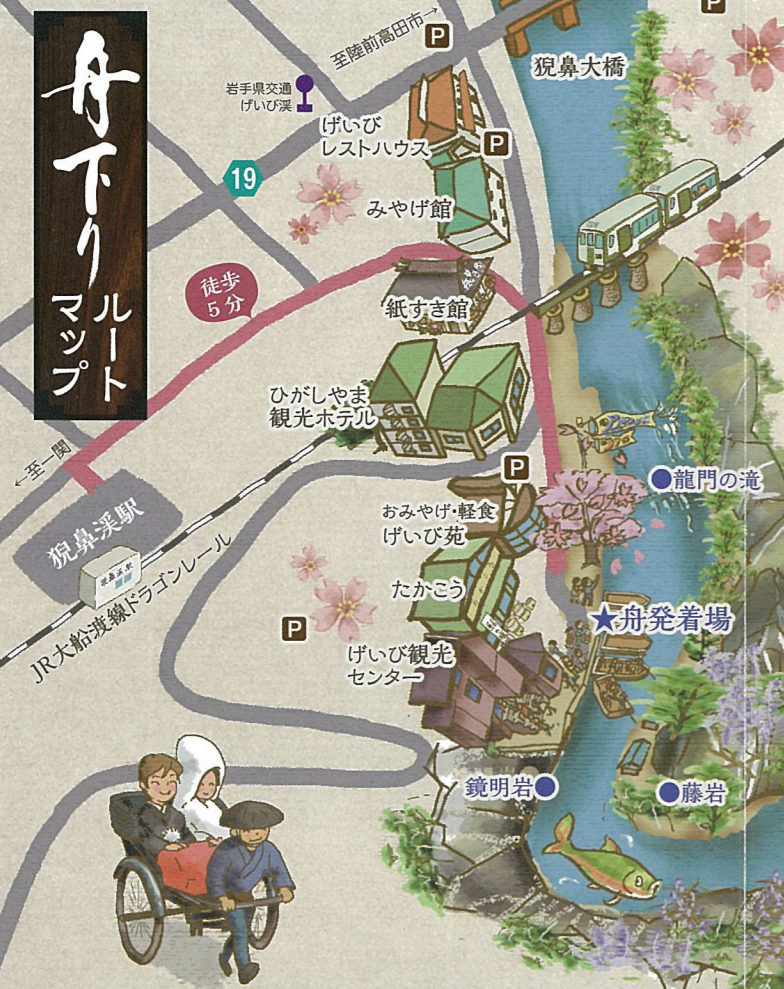 舟下り
ルート
マップ
至陸前高田市→
P
P
猊鼻大橋
岩手県交通
げいび渓
げいび
レストハウス
P
19
みやげ館
徒歩
5分
紙すき館
ひがしやま
観光ホテル
←至一関
P
●龍門の滝
猊鼻渓駅
猊鼻渓駅
おみやげ・軽食
げいび苑
JR大船渡線ドラゴンレール
たかこう
★舟発着場
P
げいび観光
センター
鏡明岩●
●藤岩